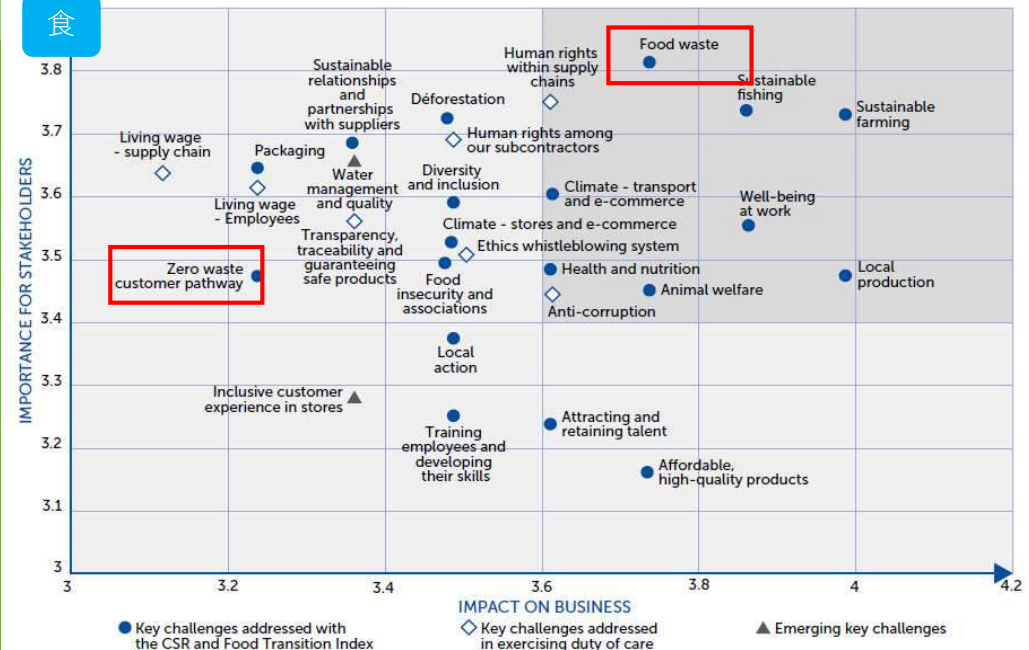 食
Food waste
Human rights
within supply
chains
3.8
Sustainable
relationships
and
partnerships
with suppliers
Déforestation
Sustainable
fishing
Sustainable
farming
3.7
Living wage
- supply chain
Packaging
Human rights among
our subcontractors
Water
management
and quality
Diversity
and inclusion
Climate - transport
and e-commerce
Well-being
at work
3.6
Living wage
- Employees
Climate - stores and e-commerce
Transparency,
traceability and
guaranteeing
safe products
Ethics whistleblowing system
3.5
Zero waste
customer pathway
Food
insecurity and
associations
Health and nutrition
Animal welfare
Local
production
Anti-corruption
3.4
Local
action
3.3
Inclusive customer
experience in stores
Training
employees and
developing
their skills
Attracting and
retaining talent
3.2
Affordable,
high-quality products
3.1
3
IMPORTANCE FOR STAKEHOLDERS
3
3.2
3.4
3.6
3.8
4
4.2
IMPACT ON BUSINESS
Key challenges addressed with
the CSR and Food Transition Index
Key challenges addressed
in exercising duty of care
Emerging key challenges